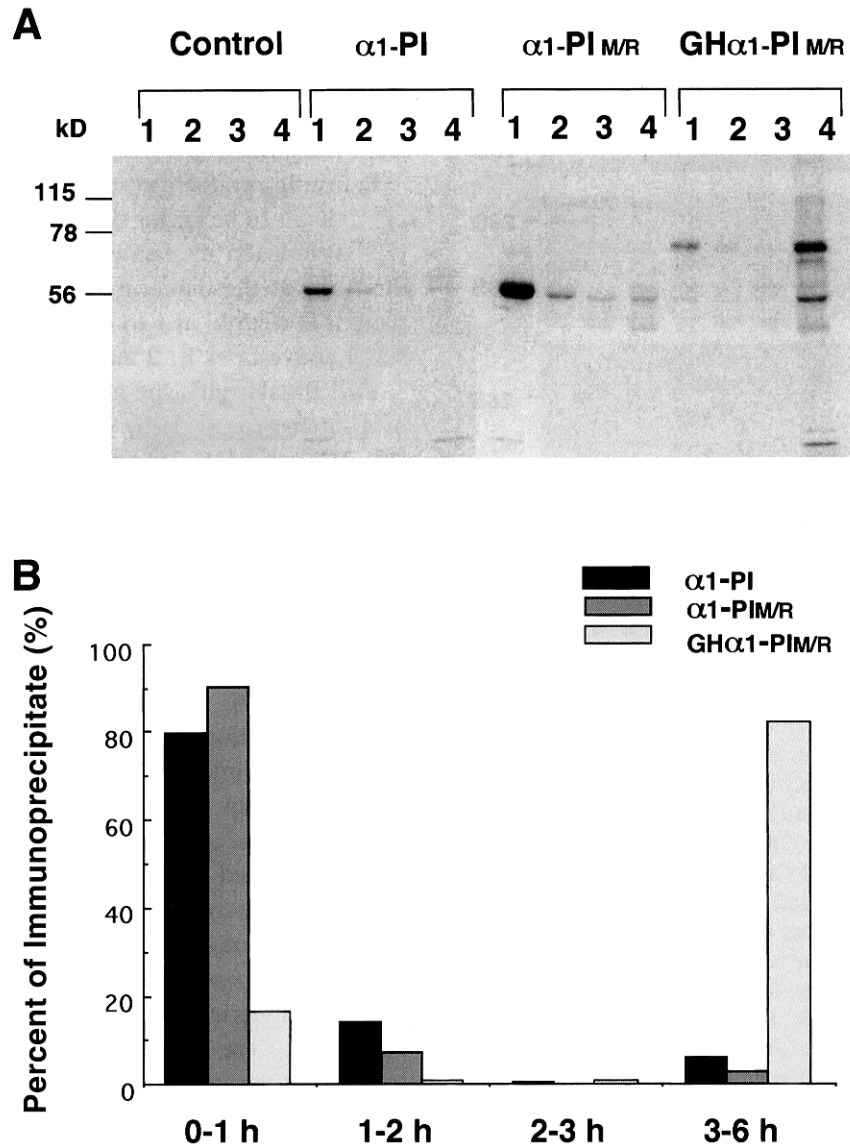 A
Control α1-PI α1-PI M/R GHα1-PI M/R
kD 1 2 3 4 1 2 3 4 1 2 3 4 1 2 3 4
115
78
56
B
α1-PI
α1-PIM/R
GHα1-PIM/R
Percent of Immunoprecipitate (%)
100
80
60
40
20
0
0-1 h 1-2 h 2-3 h 3-6 h